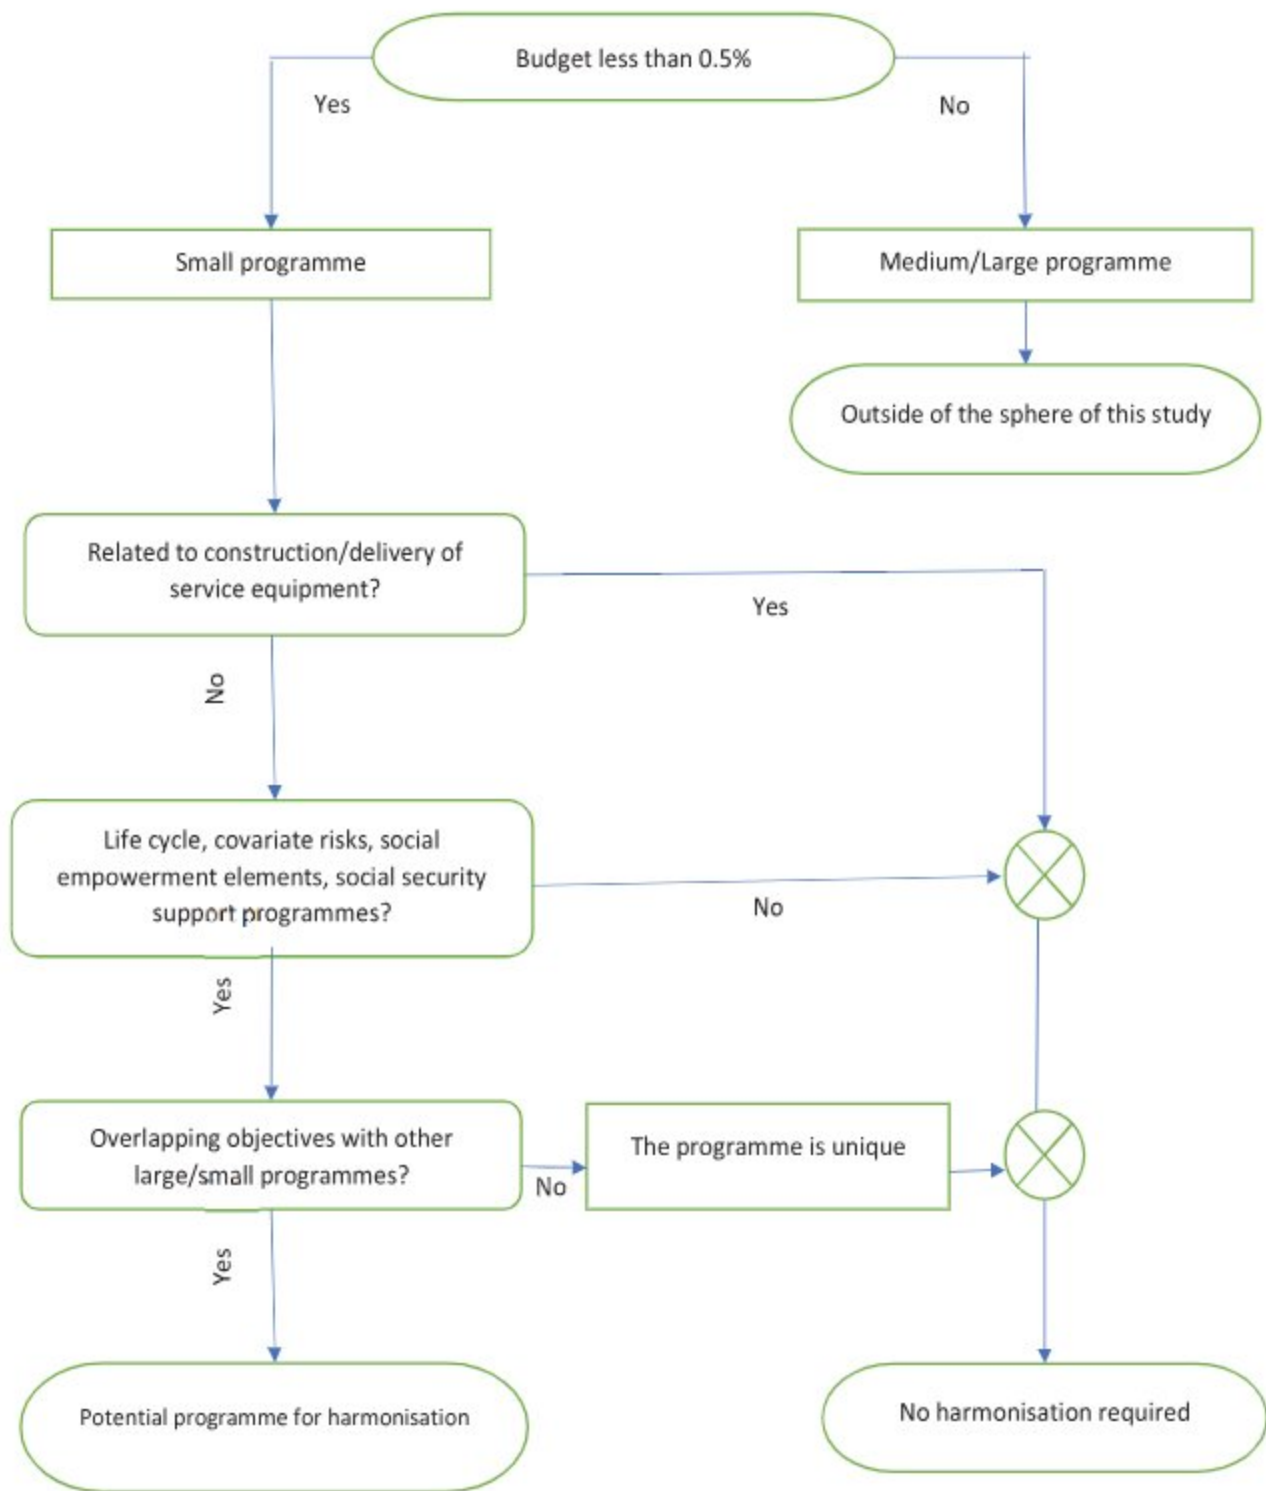 Budget less than 0.5%
Yes
No
Small programme
Medium/Large programme
Outside of the sphere of this study
Related to construction/delivery of
service equipment?
Yes
No
Life cycle, covariate risks, social
empowerment elements, social security
support programmes?
No
Yes
Overlapping objectives with other
large/small programmes?
The programme is unique
No
Yes
Potential programme for harmonisation
No harmonisation required